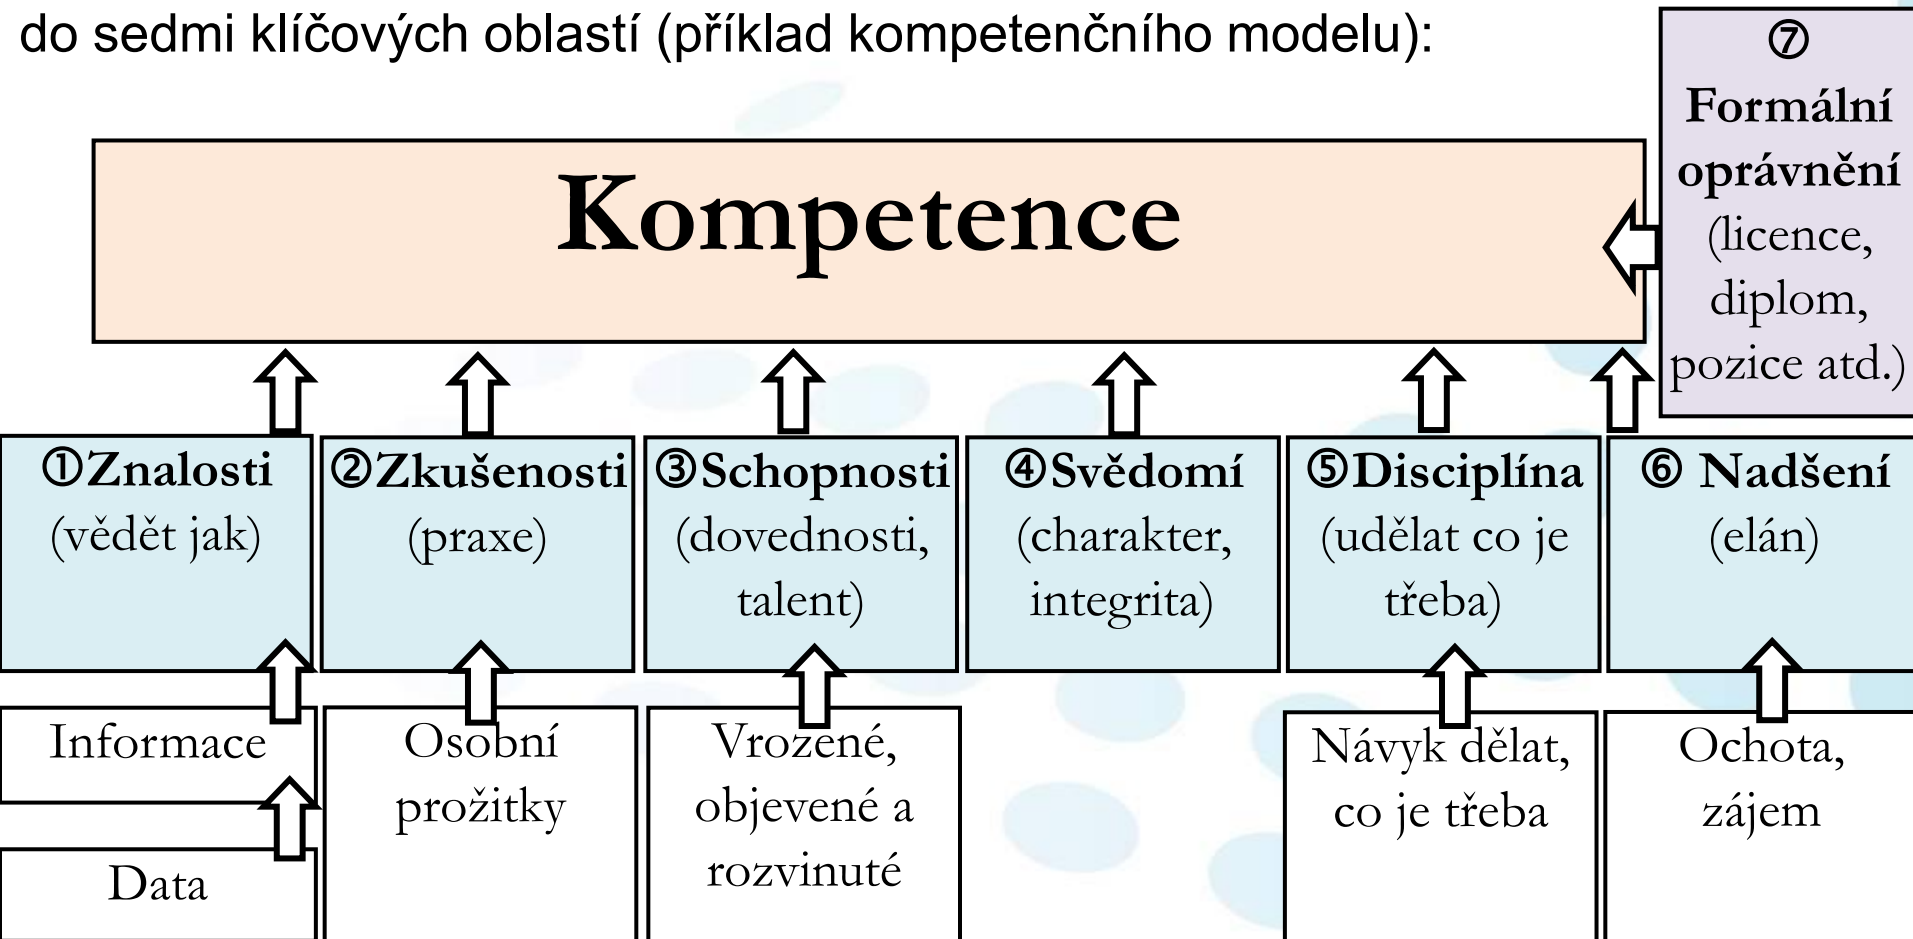 do sedmi klíčových oblastí (příklad kompetenčního modelu):
⑦
Formální
oprávnění
(licence,
diplom,
pozice atd.)
Kompetence
①Znalosti
(vědět jak)
②Zkušenosti
(praxe)
③Schopnosti
(dovednosti,
talent)
④Svědomí
(charakter,
integrita)
⑤Disciplína
(udělat co je
třeba)
⑥ Nadšení
(elán)
Informace
Data
Osobní
prožitky
Vrozené,
objevené a
rozvinuté
Návyk dělat,
co je třeba
Ochota,
zájem